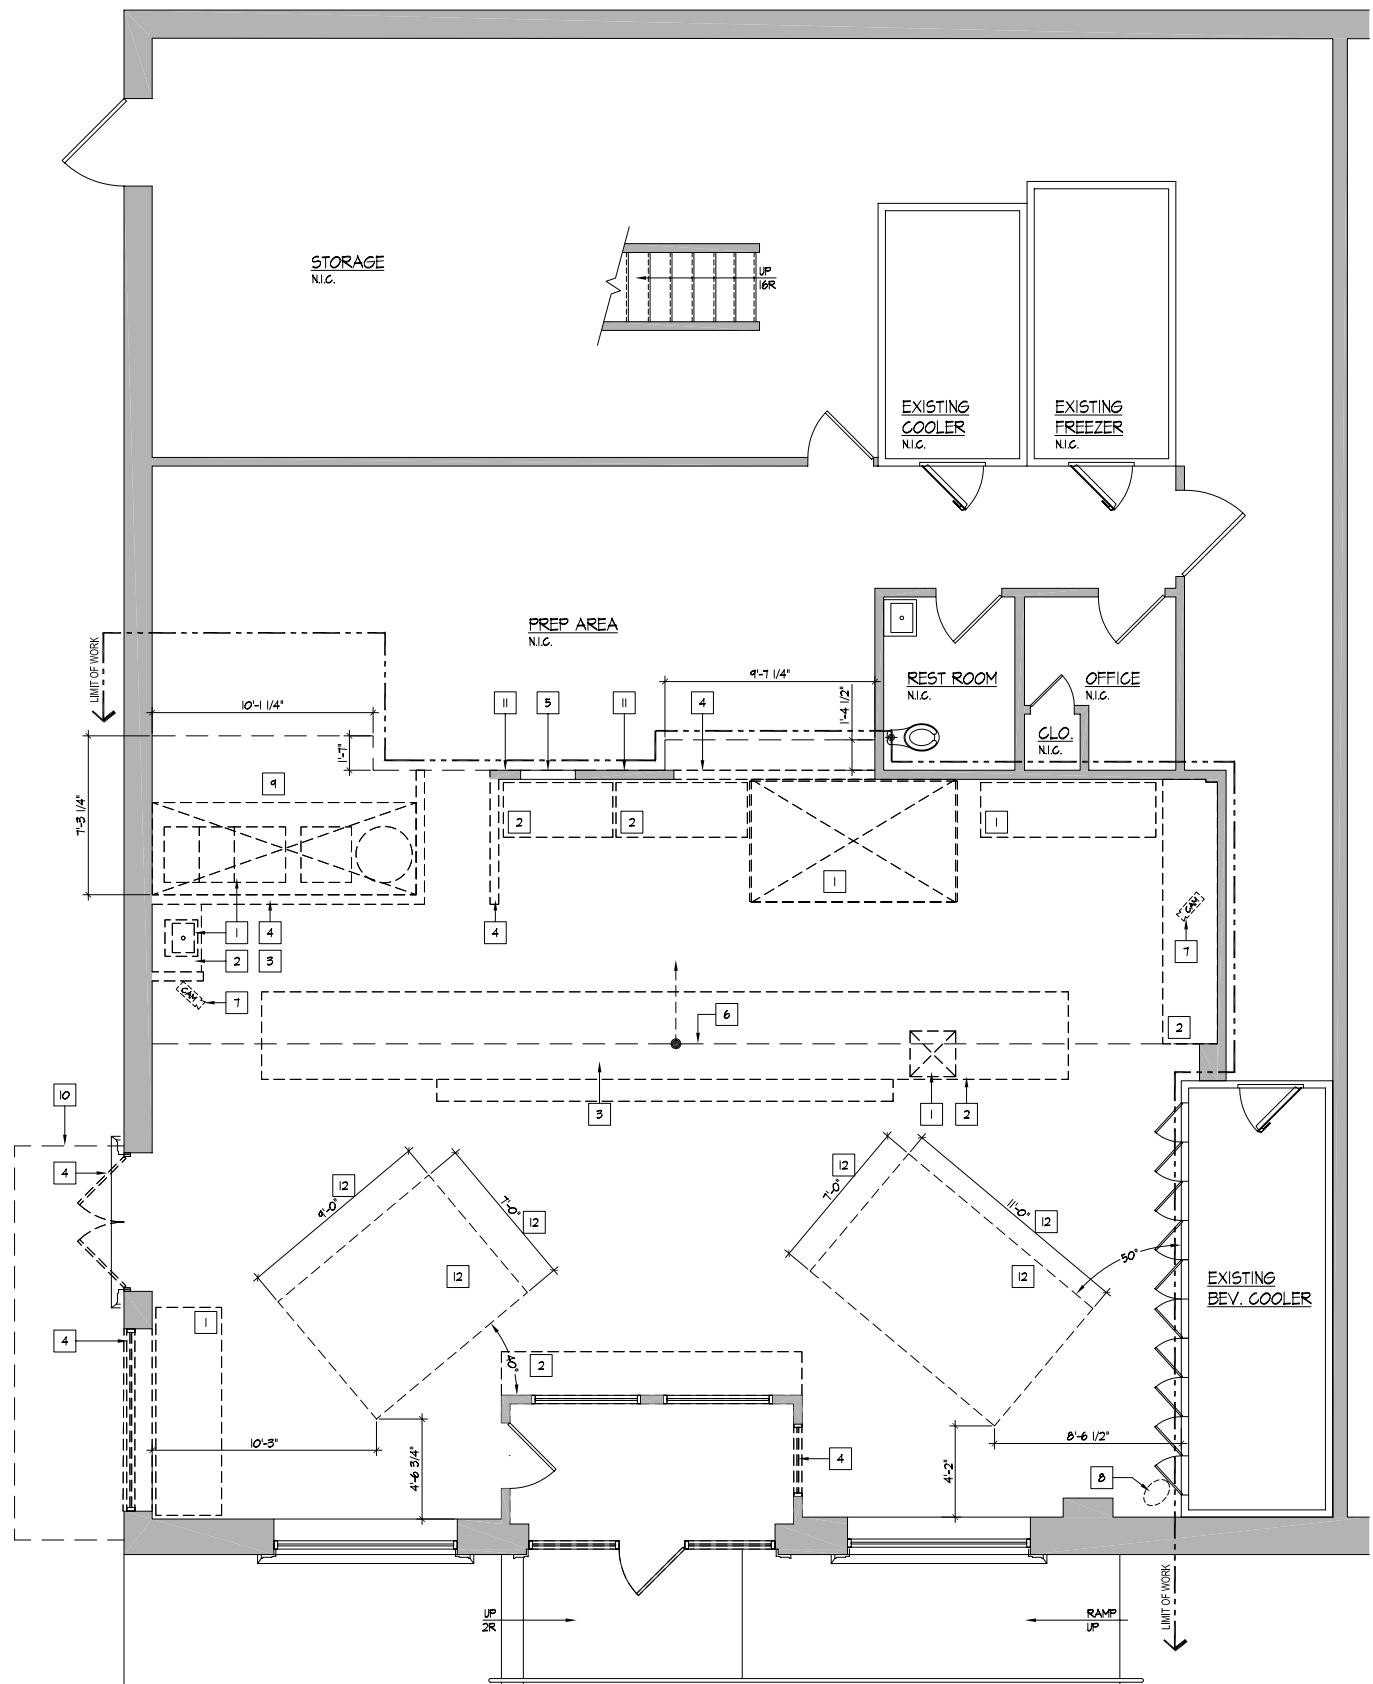 STORAGE
N.I.C.
UP
16R
EXISTING
COOLER
N.I.C.
EXISTING
FREEZER
N.I.C.
PREP AREA
N.I.C.
LIMIT OF WORK
REST ROOM
N.I.C.
OFFICE
N.I.C.
CLO.
N.I.C.
9'-7 1/4"
10'-1 1/4"
11
5
11
4
1'-4 1/2"
1'-7"
7'-3 1/4"
9
2
2
1
1
CAM
7
4
1
4
2
3
CAM
7
6
2
3
1
2
10
4
12
9'-0"
7'-0"
12
12
12
7'-0"
11'-0"
12
12
50°
EXISTING
BEV. COOLER
1
4
2
40°
10'-3"
4'-6 3/4"
4
4'-2"
8'-6 1/2"
8
LIMIT OF WORK
UP
2R
RAMP
UP